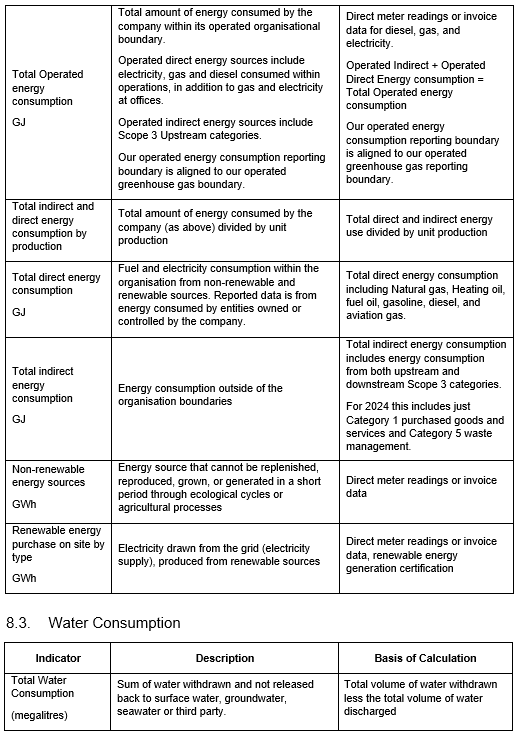 Total Operated
energy
consumption
GJ
Total amount of energy consumed by the
company within its operated organisational
boundary.
Operated direct energy sources include
electricity, gas and diesel consumed within
operations, in addition to gas and electricity
at offices.
Operated indirect energy sources include
Scope 3 Upstream categories.
Our operated energy consumption reporting
boundary is aligned to our operated
greenhouse gas boundary.
Direct meter readings or invoice
data for diesel, gas, and
electricity.
Operated Indirect + Operated
Direct Energy consumption =
Total Operated energy
consumption
Our operated energy
consumption reporting boundary
is aligned to our operated
greenhouse gas reporting
boundary.
Total indirect and
direct energy
consumption by
production
Total amount of energy consumed by the
company (as above) divided by unit
production
Total direct and indirect energy
use divided by unit production
Total direct energy
consumption
GJ
Fuel and electricity consumption within the
organisation from non-renewable and
renewable sources. Reported data is from
energy consumed by entities owned or
controlled by the company.
Total direct energy consumption
including Natural gas, Heating oil,
fuel oil, gasoline, diesel, and
aviation gas.
Total indirect
energy
consumption
GJ
Energy consumption outside of the
organisation boundaries
Total indirect energy consumption
includes energy consumption
from both upstream and
downstream Scope 3 categories.
For 2024 this includes just
Category 1 purchased goods and
services and Category 5 waste
management.
Non-renewable
energy sources
GWh
Energy source that cannot be replenished,
reproduced, grown, or generated in a short
period through ecological cycles or
agricultural processes
Direct meter readings or invoice
data
Renewable energy
purchase on site by
type
GWh
Electricity drawn from the grid (electricity
supply), produced from renewable sources
Direct meter readings or invoice
data, renewable energy
generation certification
8.3. Water Consumption
Indicator
Description
Basis of Calculation
Total Water
Consumption
(megalitres)
Sum of water withdrawn and not released
back to surface water, groundwater,
seawater or third party.
Total volume of water withdrawn
less the total volume of water
discharged